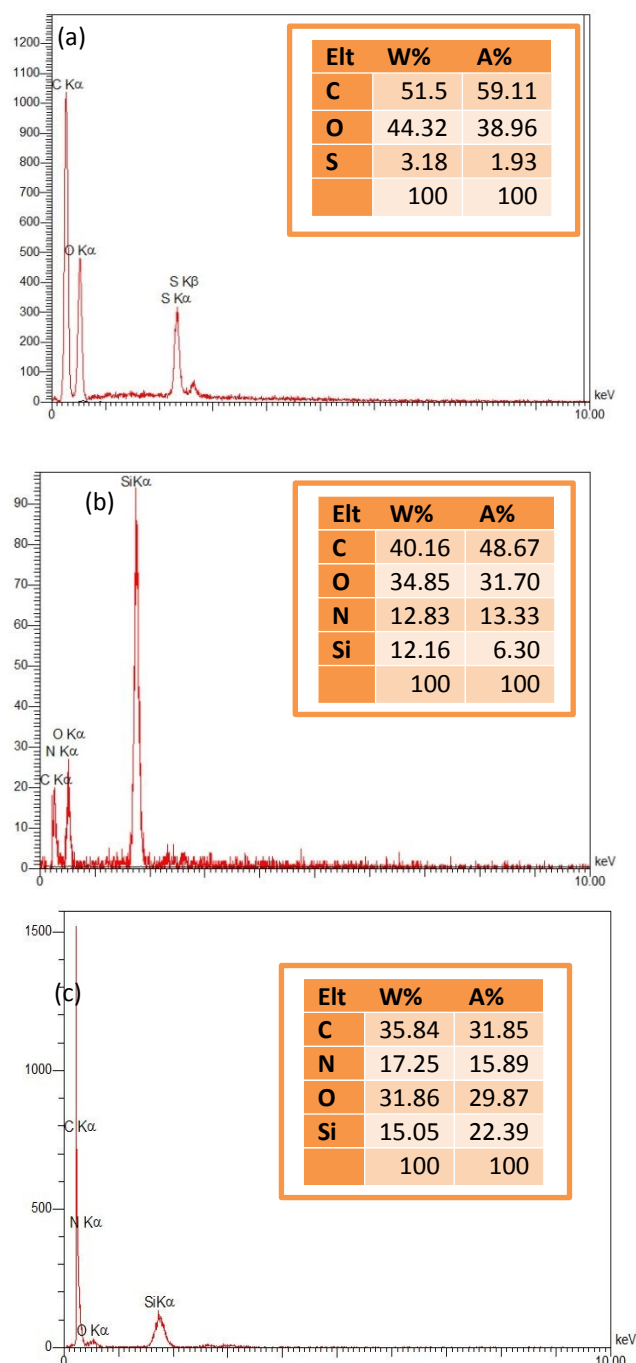 (a)
1200
1100
1000
900
800
700
600
500
400
300
200
100
0
C Kα
O Kα
S Kβ
S Kα
keV
0 10.00
Elt W% A%
C 51.5 59.11
O 44.32 38.96
S 3.18 1.93
100 100
(b)
90
80
70
60
50
40
30
20
10
0
SiKα
O Kα
N Kα
C Kα
keV
0 10.00
Elt W% A%
C 40.16 48.67
O 34.85 31.70
N 12.83 13.33
Si 12.16 6.30
100 100
(c)
1500
1000
500
0
C Kα
N Kα
O Kα
SiKα
keV
0 10.00
Elt W% A%
C 35.84 31.85
N 17.25 15.89
O 31.86 29.87
Si 15.05 22.39
100 100